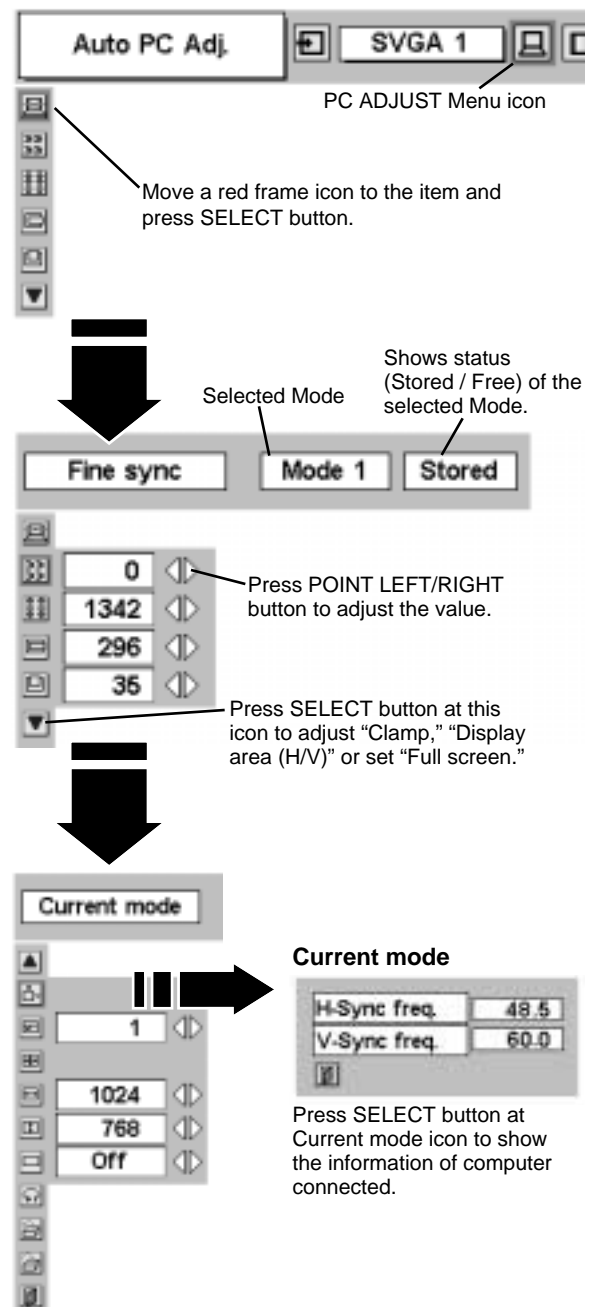 Auto PC Adj.
SVGA 1
PC ADJUST Menu icon
Move a red frame icon to the item and
press SELECT button.
Shows status
(Stored / Free) of the
selected Mode.
Selected Mode
Fine sync
Mode 1
Stored
0
Press POINT LEFT/RIGHT
button to adjust the value.
1342
296
35
Press SELECT button at this
icon to adjust “Clamp,” “Display
area (H/V)” or set “Full screen.”
Current mode
1
1024
768
Off
Current mode
H-Sync freq. 48.5
V-Sync freq. 60.0
Press SELECT button at
Current mode icon to show
the information of computer
connected.